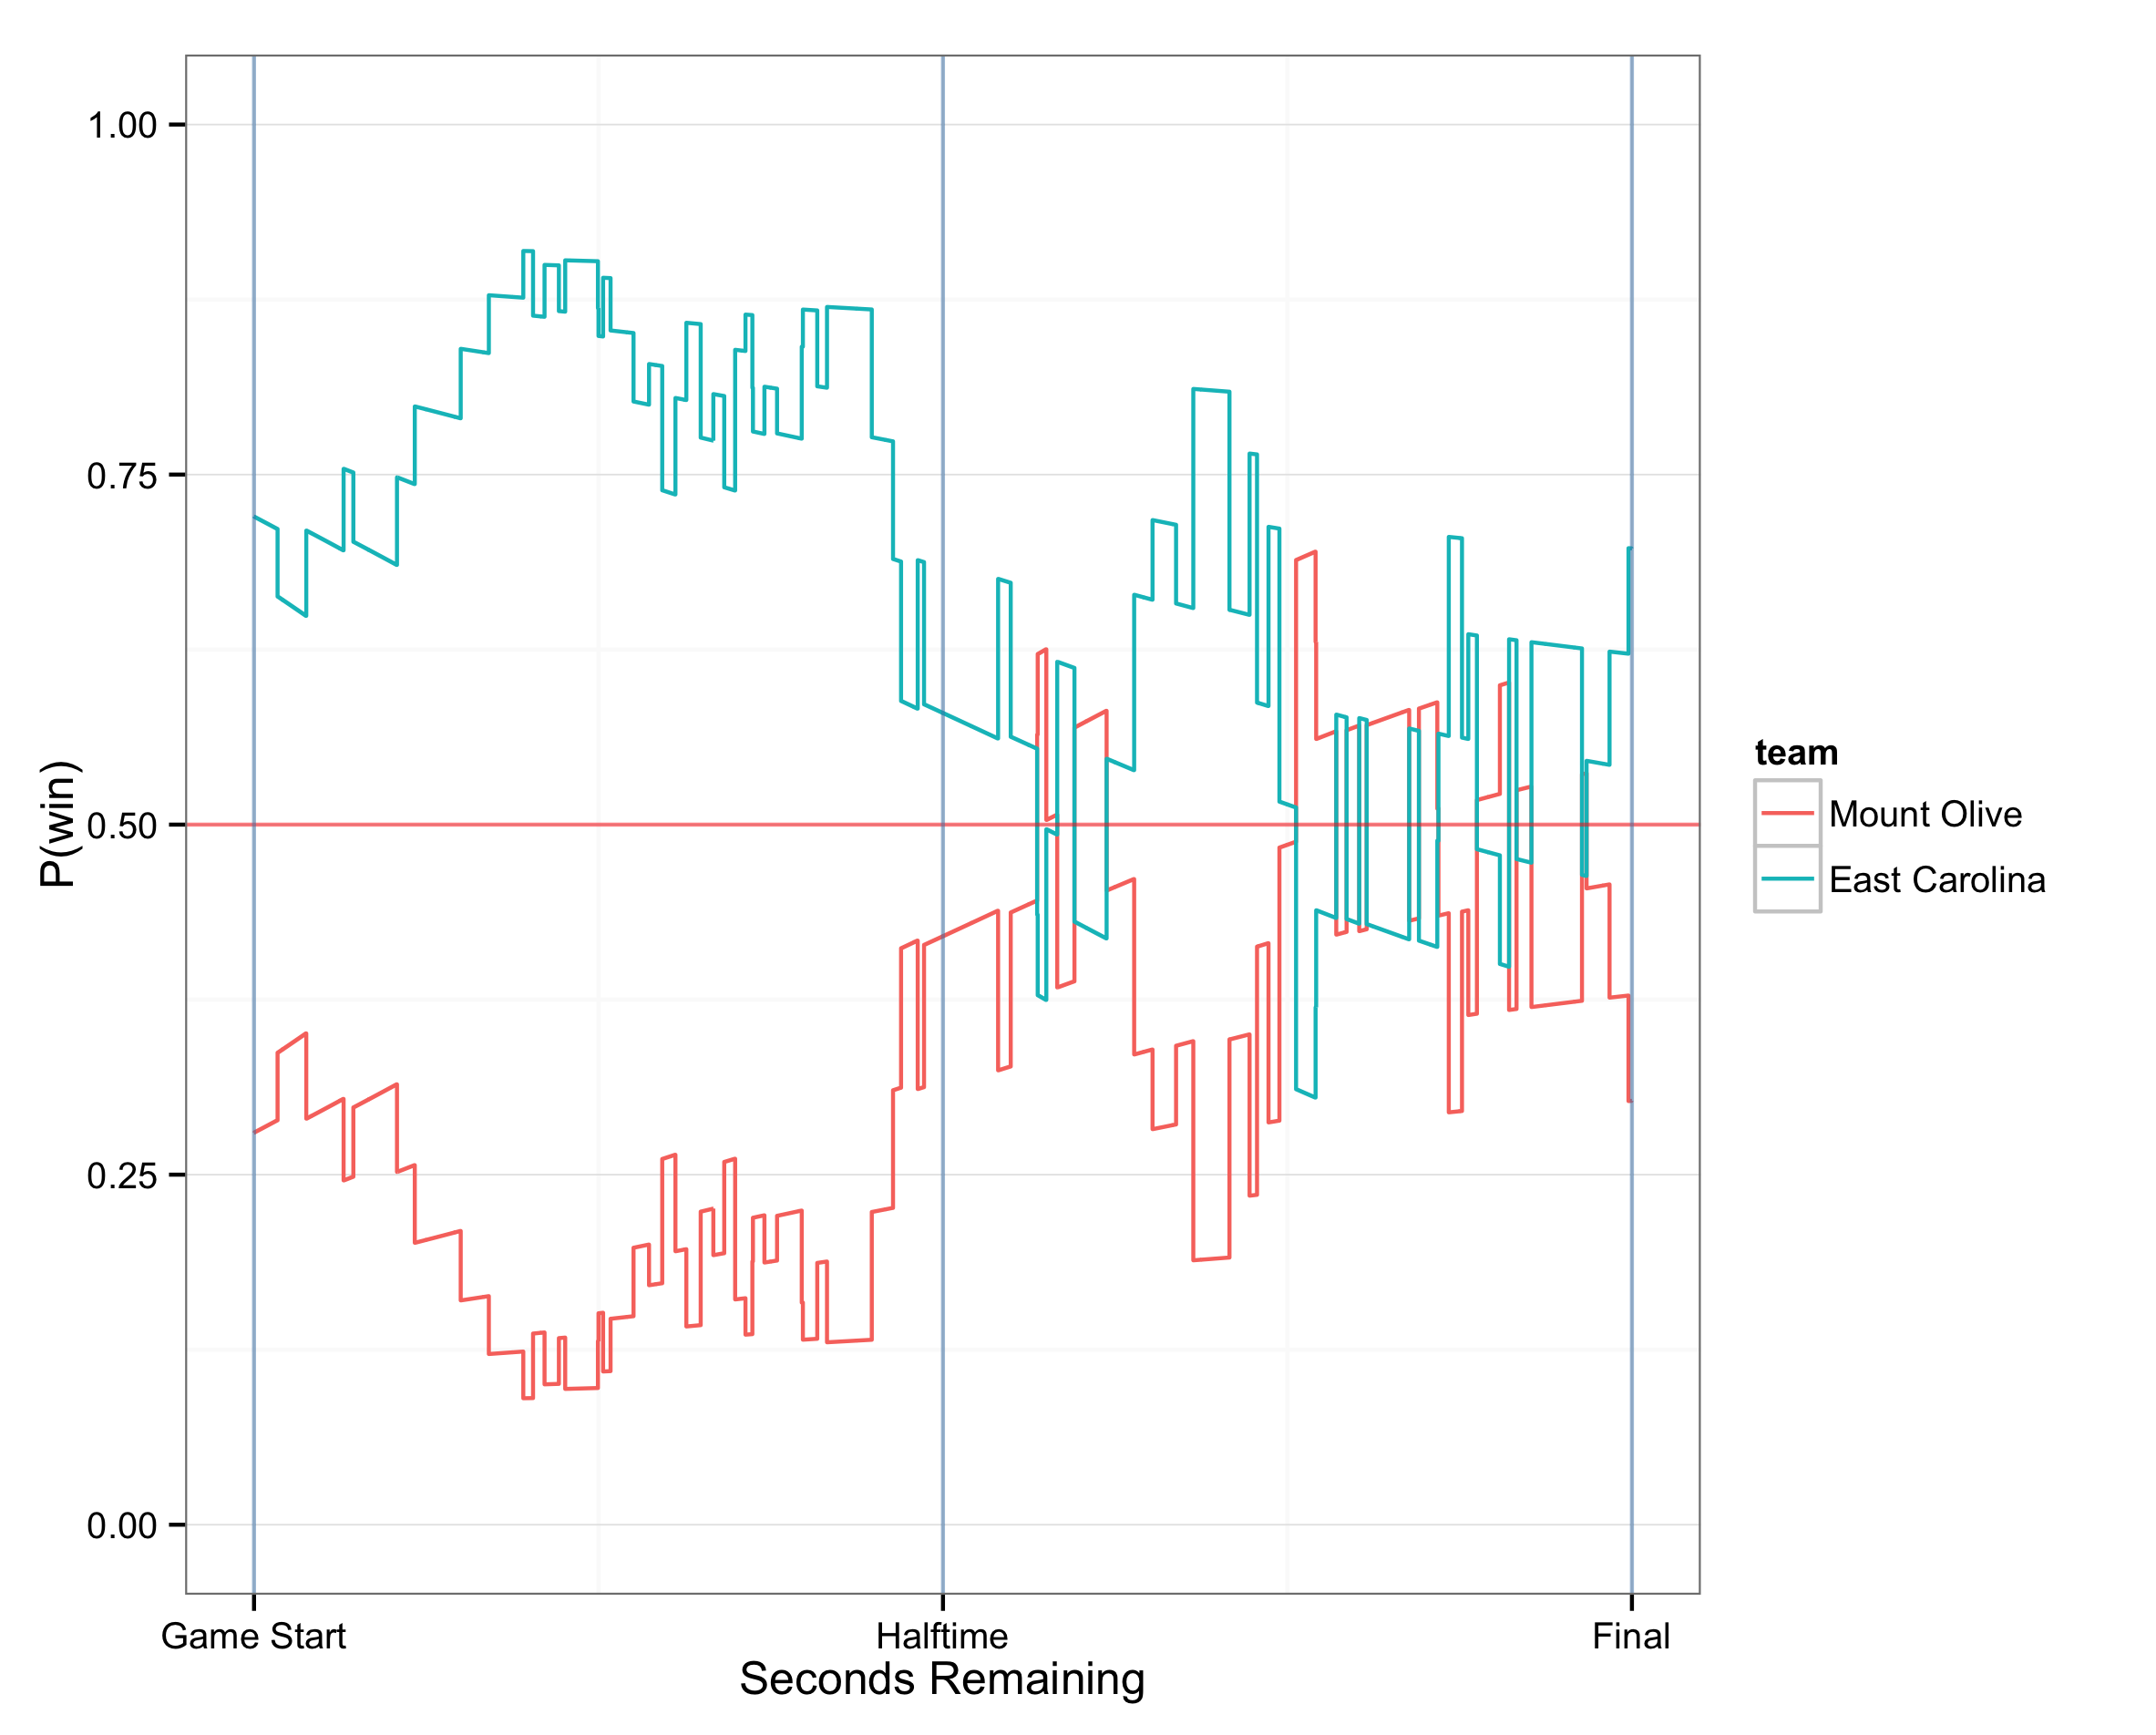 1.00
0.75
0.50
0.25
0.00
P(win)
Game Start
Halftime
Final
Seconds Remaining
team
Mount Olive
East Carolina